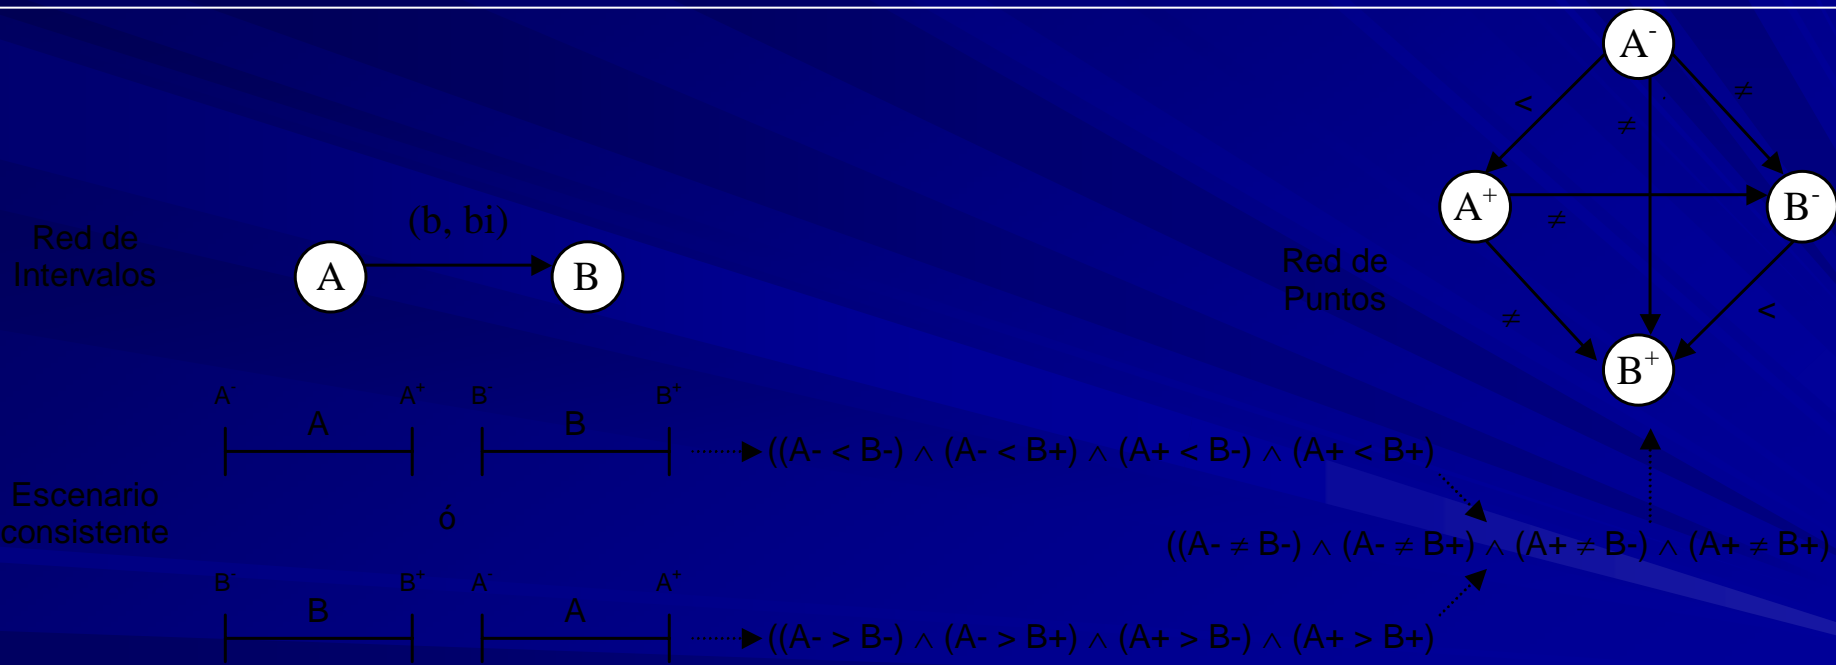 Red de
Intervalos
(b, bi)
A
B
Red de
Puntos
A⁻
<
≠
≠
A⁺
B⁻
≠
≠
<
B⁺
Escenario
consistente
A⁻ A⁺ B⁻ B⁺
A B
((A- < B-) ∧ (A- < B+) ∧ (A+ < B-) ∧ (A+ < B+)
ó
((A- ≠ B-) ∧ (A- ≠ B+) ∧ (A+ ≠ B-) ∧ (A+ ≠ B+)
B⁻ B⁺ A⁻ A⁺
B A
((A- > B-) ∧ (A- > B+) ∧ (A+ > B-) ∧ (A+ > B+)